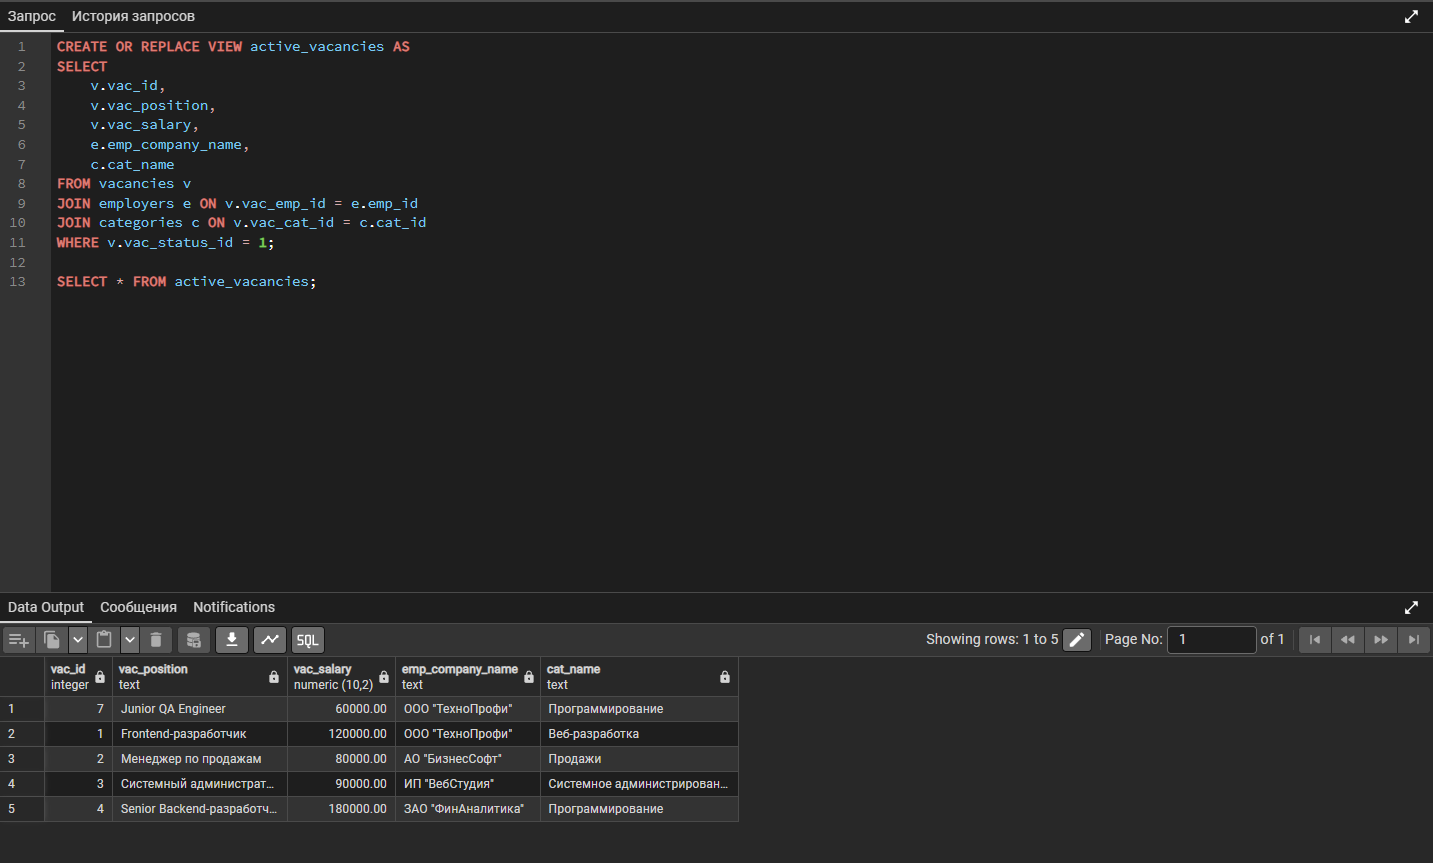 Запрос История запросов
1 CREATE OR REPLACE VIEW active_vacancies AS
2 SELECT
3 v.vac_id,
4 v.vac_position,
5 v.vac_salary,
6 e.emp_company_name,
7 c.cat_name
8 FROM vacancies v
9 JOIN employers e ON v.vac_emp_id = e.emp_id
10 JOIN categories c ON v.vac_cat_id = c.cat_id
11 WHERE v.vac_status_id = 1;
12
13 SELECT * FROM active_vacancies;
Data Output Сообщения Notifications
SQL Showing rows: 1 to 5 Page No: 1 of 1
vac_id vac_position vac_salary emp_company_name cat_name
integer text numeric (10,2) text text
1 7 Junior QA Engineer 60000.00 ООО "ТехноПрофи" Программирование
2 1 Frontend-разработчик 120000.00 ООО "ТехноПрофи" Веб-разработка
3 2 Менеджер по продажам 80000.00 АО "БизнесСофт" Продажи
4 3 Системный администрат... 90000.00 ИП "ВебСтудия" Системное администрирован...
5 4 Senior Backend-разработч... 180000.00 ЗАО "ФинАналитика" Программирование